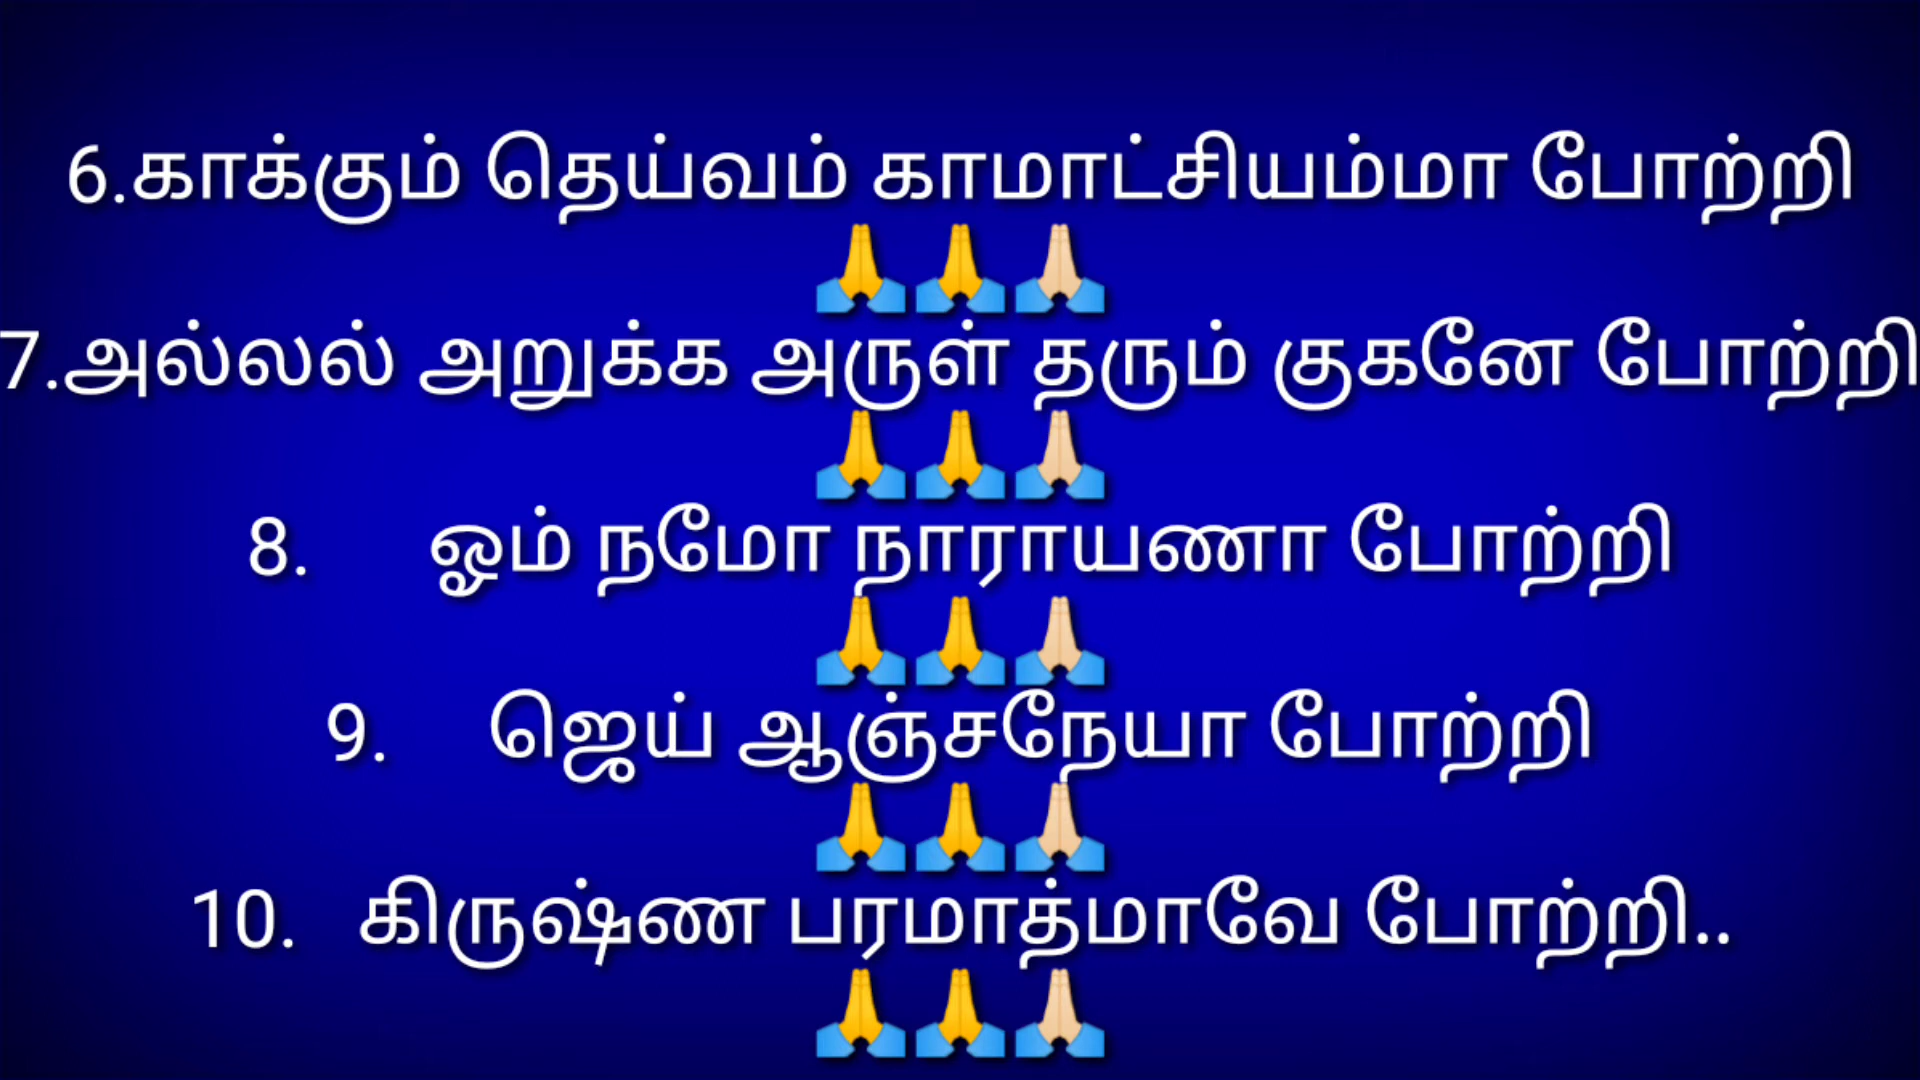 6.காக்கும் தெய்வம் காமாட்சியம்மா போற்றி
🙏🙏🙏🏻
7.அல்லல் அறுக்க அருள் தரும் குகனே போற்றி
🙏🙏🙏🏻
8. ஓம் நமோ நாராயணா போற்றி
🙏🙏🙏🏻
9. ஜெய் ஆஞ்சநேயா போற்றி
🙏🙏🙏🏻
10. கிருஷ்ண பரமாத்மாவே போற்றி..
🙏🙏🙏🏻